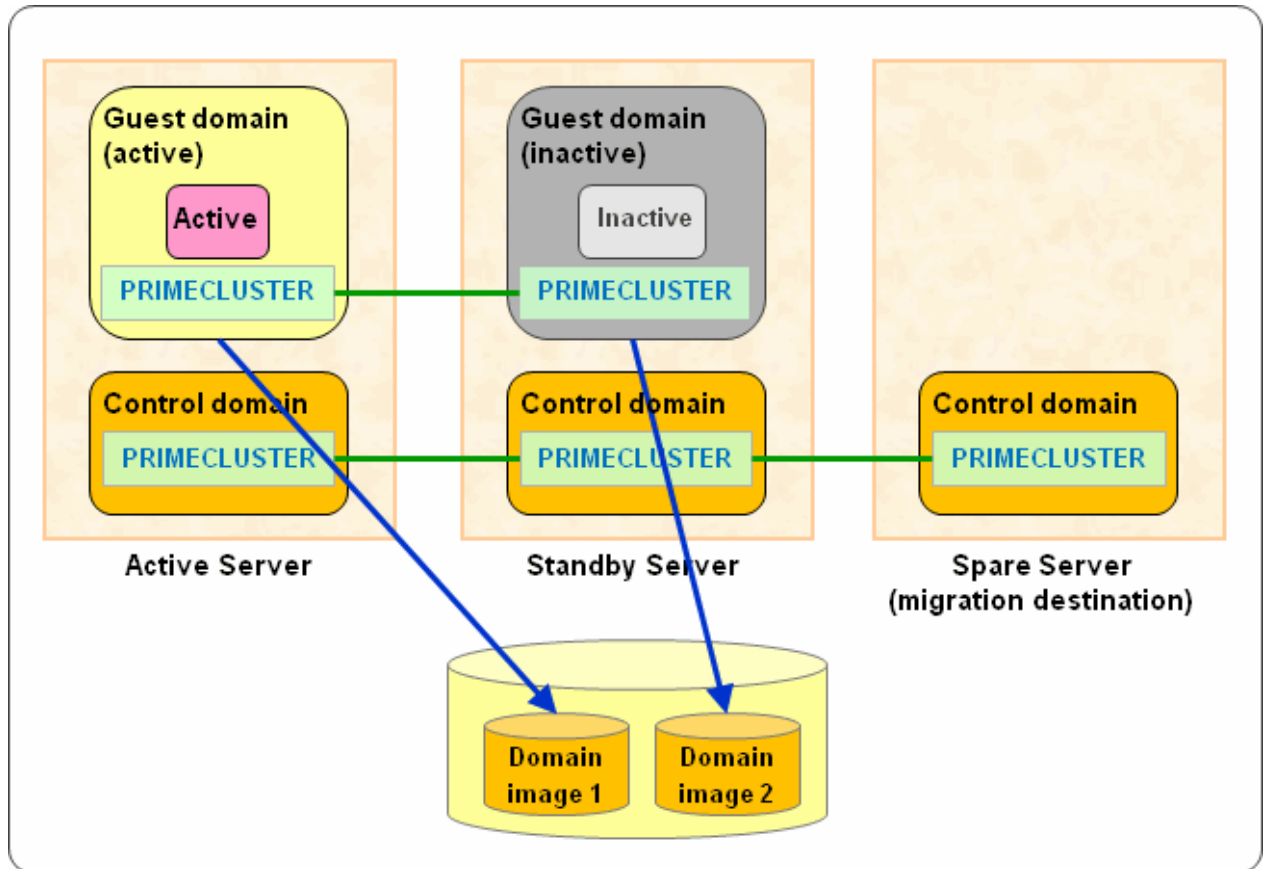 Guest domain
(active)
Active
PRIMECLUSTER
Control domain
PRIMECLUSTER
Active Server
Guest domain
(inactive)
Inactive
PRIMECLUSTER
Control domain
PRIMECLUSTER
Standby Server
Control domain
PRIMECLUSTER
Spare Server
(migration destination)
Domain
image 1
Domain
image 2